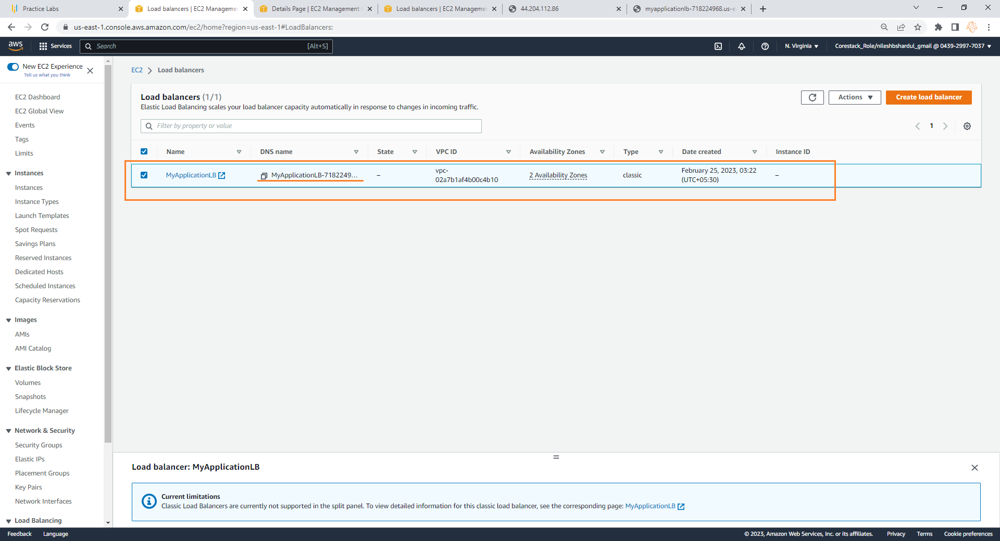 Practice Labs
Load balancers | EC2 Manageme
Details Page | EC2 Management
Load balancers | EC2 Manageme
44.204.112.86
myapplicationlb-718224968.us-e
us-east-1.console.aws.amazon.com/ec2/home?region=us-east-1#LoadBalancers:
aws
Services
Search
[Alt+S]
N. Virginia
Corestack_Role/nileshbshardul_gmail @ 0439-2997-7037
New EC2 Experience
Tell us what you think
EC2 Dashboard
EC2 Global View
Events
Tags
Limits
Instances
Instances
Instance Types
Launch Templates
Spot Requests
Savings Plans
Reserved Instances
Dedicated Hosts
Scheduled Instances
Capacity Reservations
Images
AMIs
AMI Catalog
Elastic Block Store
Volumes
Snapshots
Lifecycle Manager
Network & Security
Security Groups
Elastic IPs
Placement Groups
Key Pairs
Network Interfaces
Load Balancing
EC2 > Load balancers
Load balancers (1/1)
Elastic Load Balancing scales your load balancer capacity automatically in response to changes in incoming traffic.
Actions
Create load balancer
Filter by property or value
1
Name DNS name State VPC ID Availability Zones Type Date created Instance ID
MyApplicationLB MyApplicationLB-7182249... – vpc-02a7b1af4b00c4b10 2 Availability Zones classic February 25, 2023, 03:22 (UTC+05:30) –
Load balancer: MyApplicationLB
Current limitations
Classic Load Balancers are currently not supported in the split panel. To view detailed information for this classic load balancer, see the corresponding page: MyApplicationLB
Feedback Language
© 2023, Amazon Web Services, Inc. or its affiliates. Privacy Terms Cookie preferences